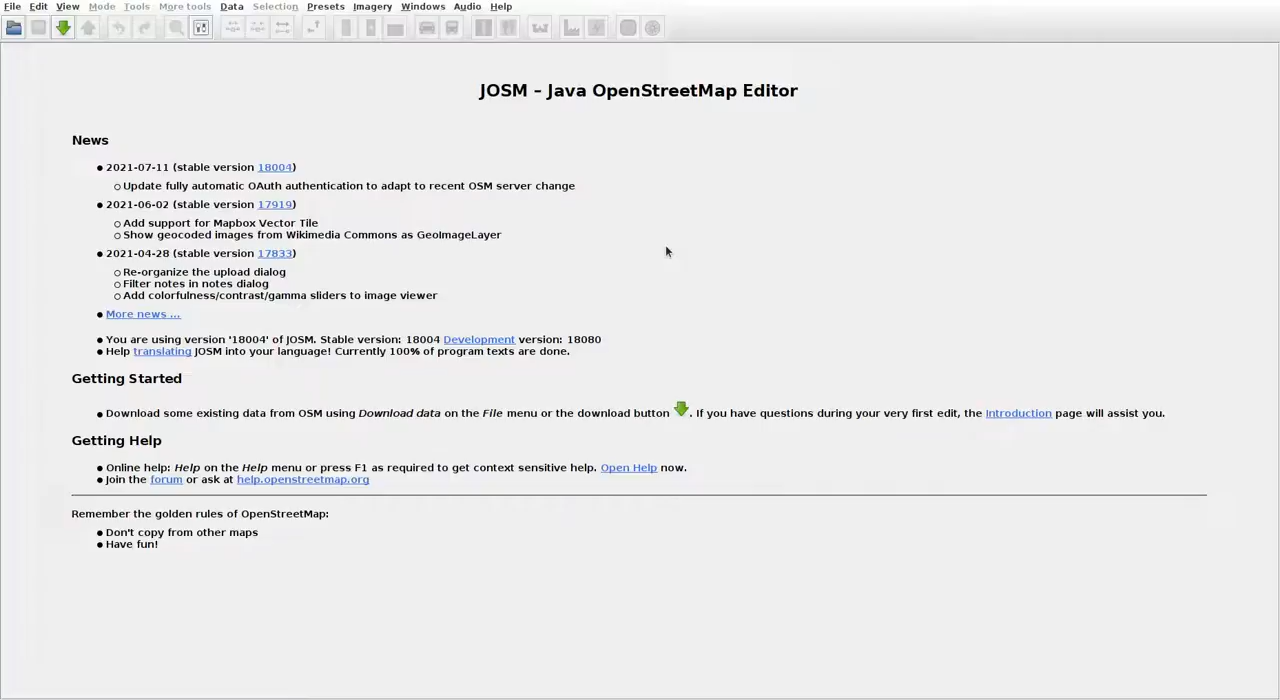 File Edit View Mode Tools More tools Data Selection Presets Imagery Windows Audio Help
JOSM – Java OpenStreetMap Editor
News
2021-07-11 (stable version 18004)
Update fully automatic OAuth authentication to adapt to recent OSM server change
2021-06-02 (stable version 17919)
Add support for Mapbox Vector Tile
Show geocoded images from Wikimedia Commons as GeoImageLayer
2021-04-28 (stable version 17833)
Re-organize the upload dialog
Filter notes in notes dialog
Add colorfulness/contrast/gamma sliders to image viewer
More news ...
You are using version '18004' of JOSM. Stable version: 18004 Development version: 18080
Help translating JOSM into your language! Currently 100% of program texts are done.
Getting Started
Download some existing data from OSM using Download data on the File menu or the download button . If you have questions during your very first edit, the Introduction page will assist you.
Getting Help
Online help: Help on the Help menu or press F1 as required to get context sensitive help. Open Help now.
Join the forum or ask at help.openstreetmap.org
Remember the golden rules of OpenStreetMap:
Don't copy from other maps
Have fun!